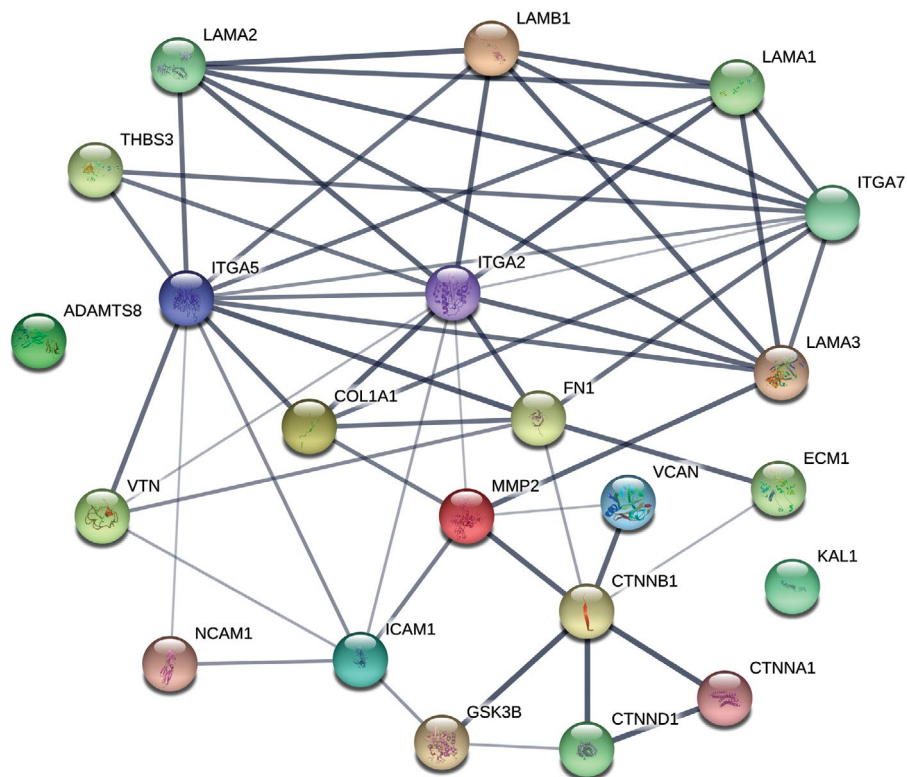 LAMB1
LAMA2
LAMA1
THBS3
ITGA7
ITGA5
ITGA2
ADAMTS8
LAMA3
COL1A1
FN1
ECM1
VCAN
VTN
MMP2
KAL1
CTNNB1
NCAM1
ICAM1
CTNNA1
GSK3B
CTNND1